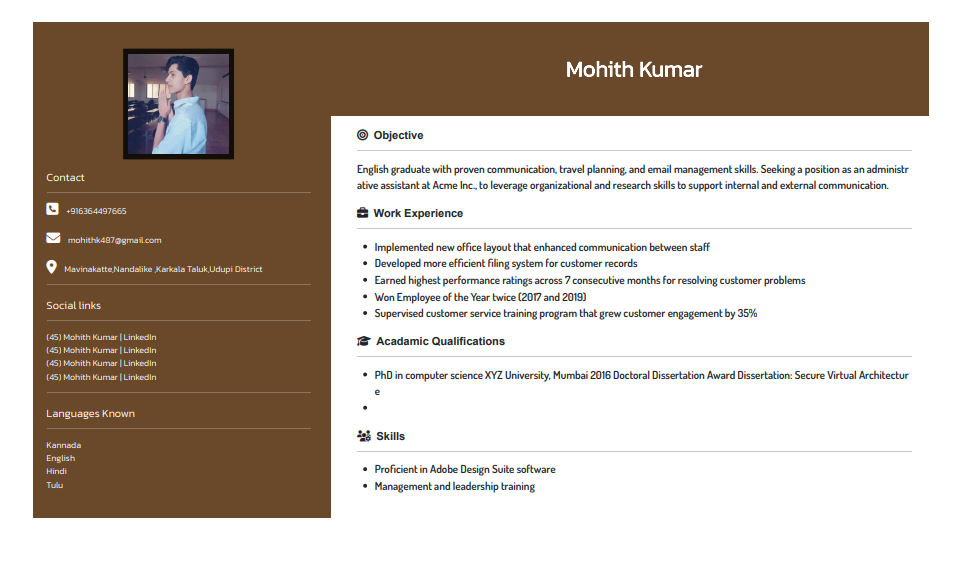 Mohith Kumar
Contact
+916364497665
mohithk487@gmail.com
Mavinakatte,Nandalike ,Karkala Taluk,Udupi District
Social links
(45) Mohith Kumar | LinkedIn
(45) Mohith Kumar | LinkedIn
(45) Mohith Kumar | LinkedIn
(45) Mohith Kumar | LinkedIn
Languages Known
Kannada
English
Hindi
Tulu
Objective
English graduate with proven communication, travel planning, and email management skills. Seeking a position as an administr
ative assistant at Acme Inc., to leverage organizational and research skills to support internal and external communication.
Work Experience
Implemented new office layout that enhanced communication between staff
Developed more efficient filing system for customer records
Earned highest performance ratings across 7 consecutive months for resolving customer problems
Won Employee of the Year twice (2017 and 2019)
Supervised customer service training program that grew customer engagement by 35%
Acadamic Qualifications
PhD in computer science XYZ University, Mumbai 2016 Doctoral Dissertation Award Dissertation: Secure Virtual Architectur
e
Skills
Proficient in Adobe Design Suite software
Management and leadership training